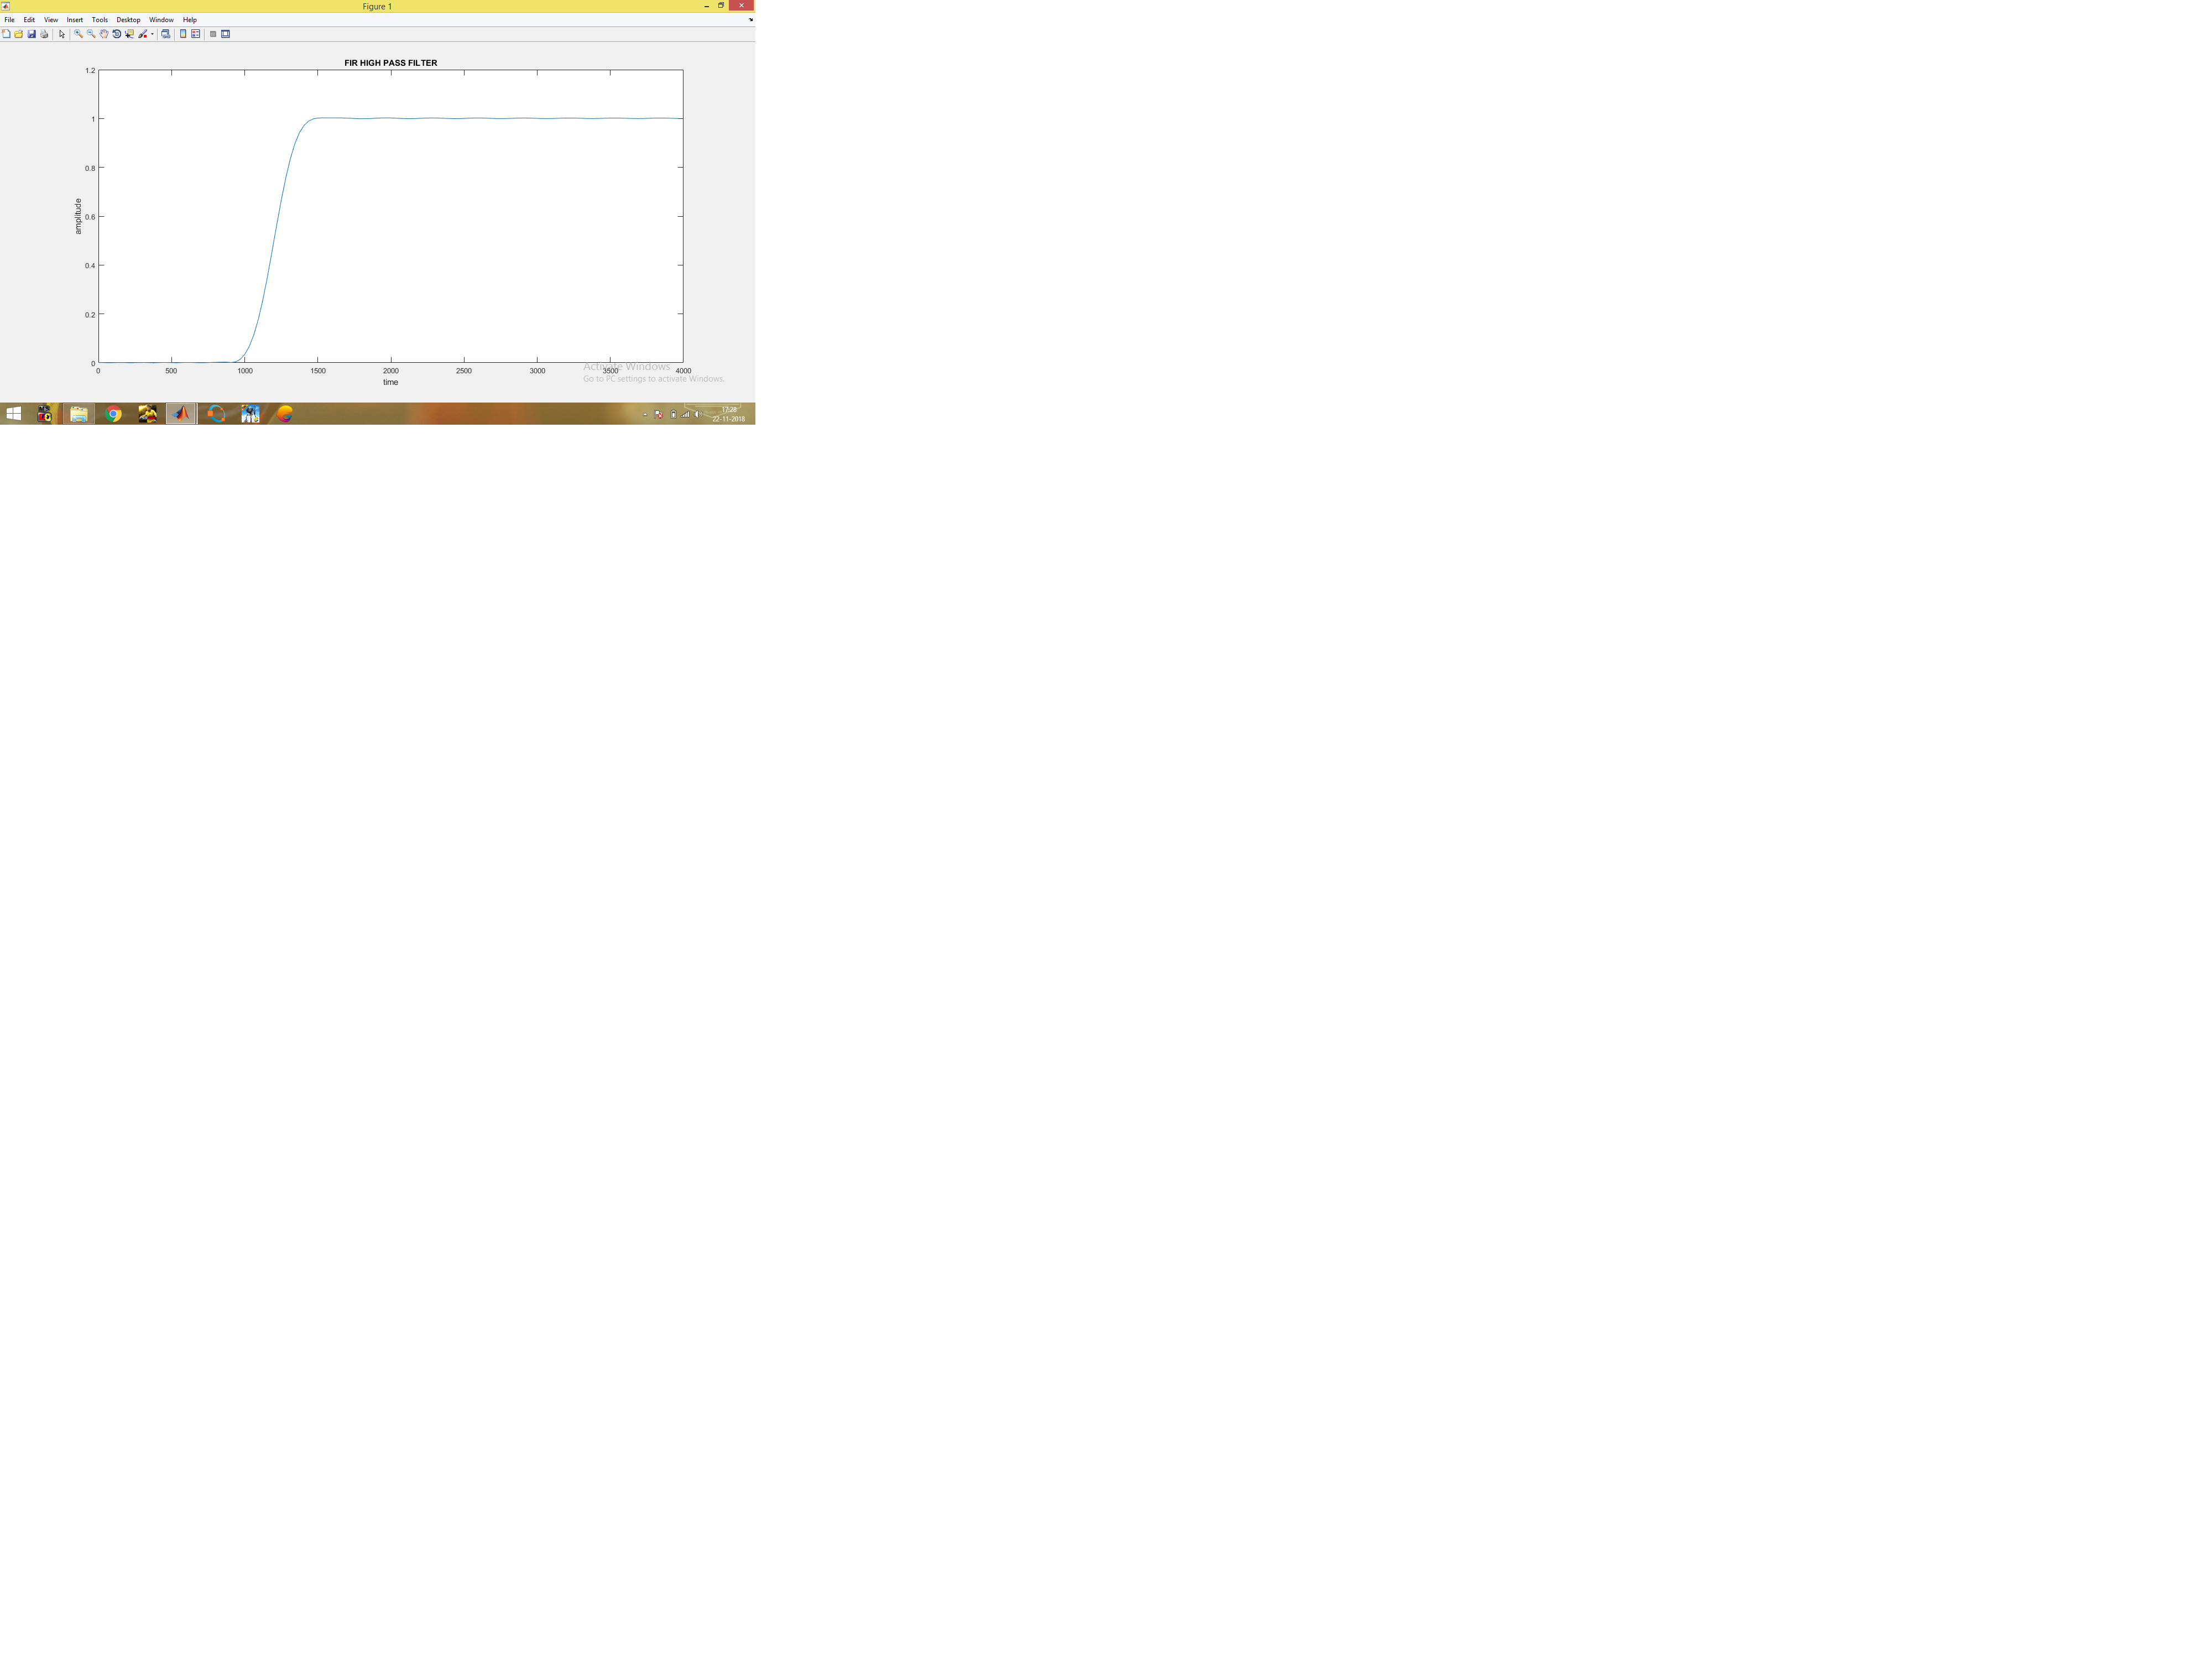 Figure 1
File Edit View Insert Tools Desktop Window Help
FIR HIGH PASS FILTER
1.2
1
0.8
0.6
0.4
0.2
0
amplitude
0 500 1000 1500 2000 2500 3000 3500 4000
time
Activate Windows
Go to PC settings to activate Windows.
17:28
22-11-2018